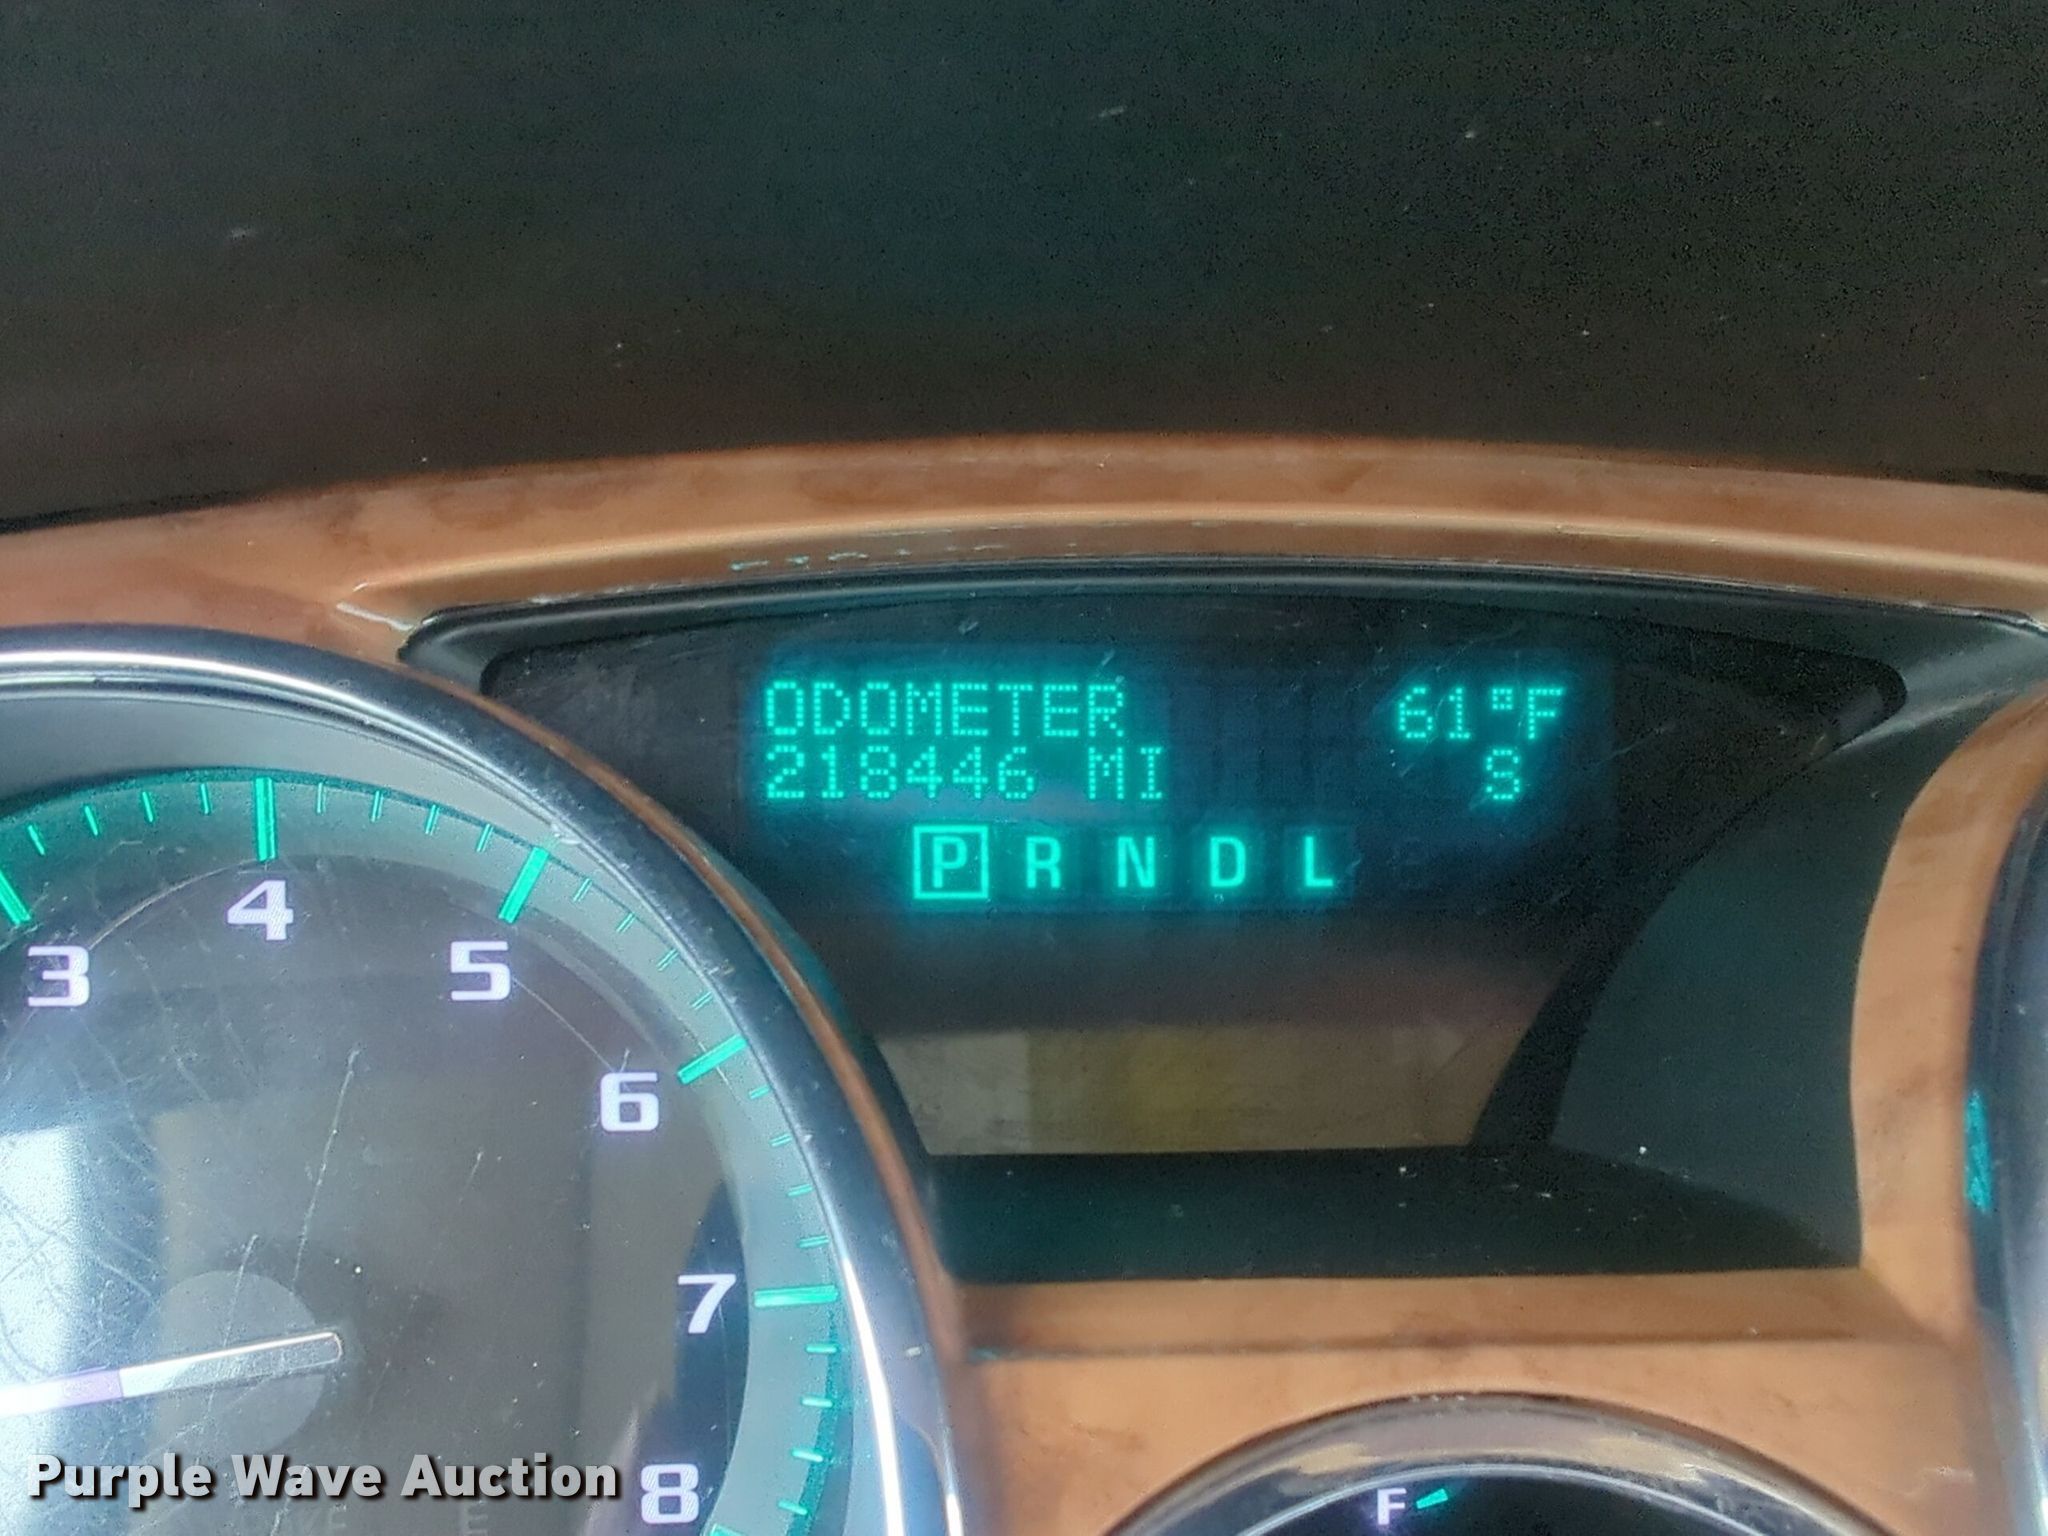 ODOMETER 61°F
218446 MI S
P R N D L
3 4 5 6 7 8
F
Purple Wave Auction